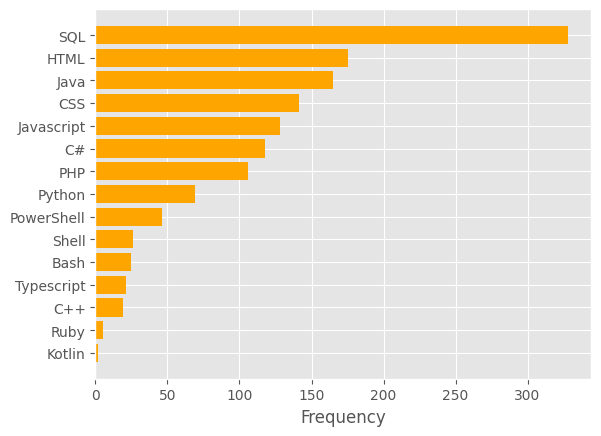 SQL
HTML
Java
CSS
Javascript
C#
PHP
Python
PowerShell
Shell
Bash
Typescript
C++
Ruby
Kotlin
0 50 100 150 200 250 300
Frequency